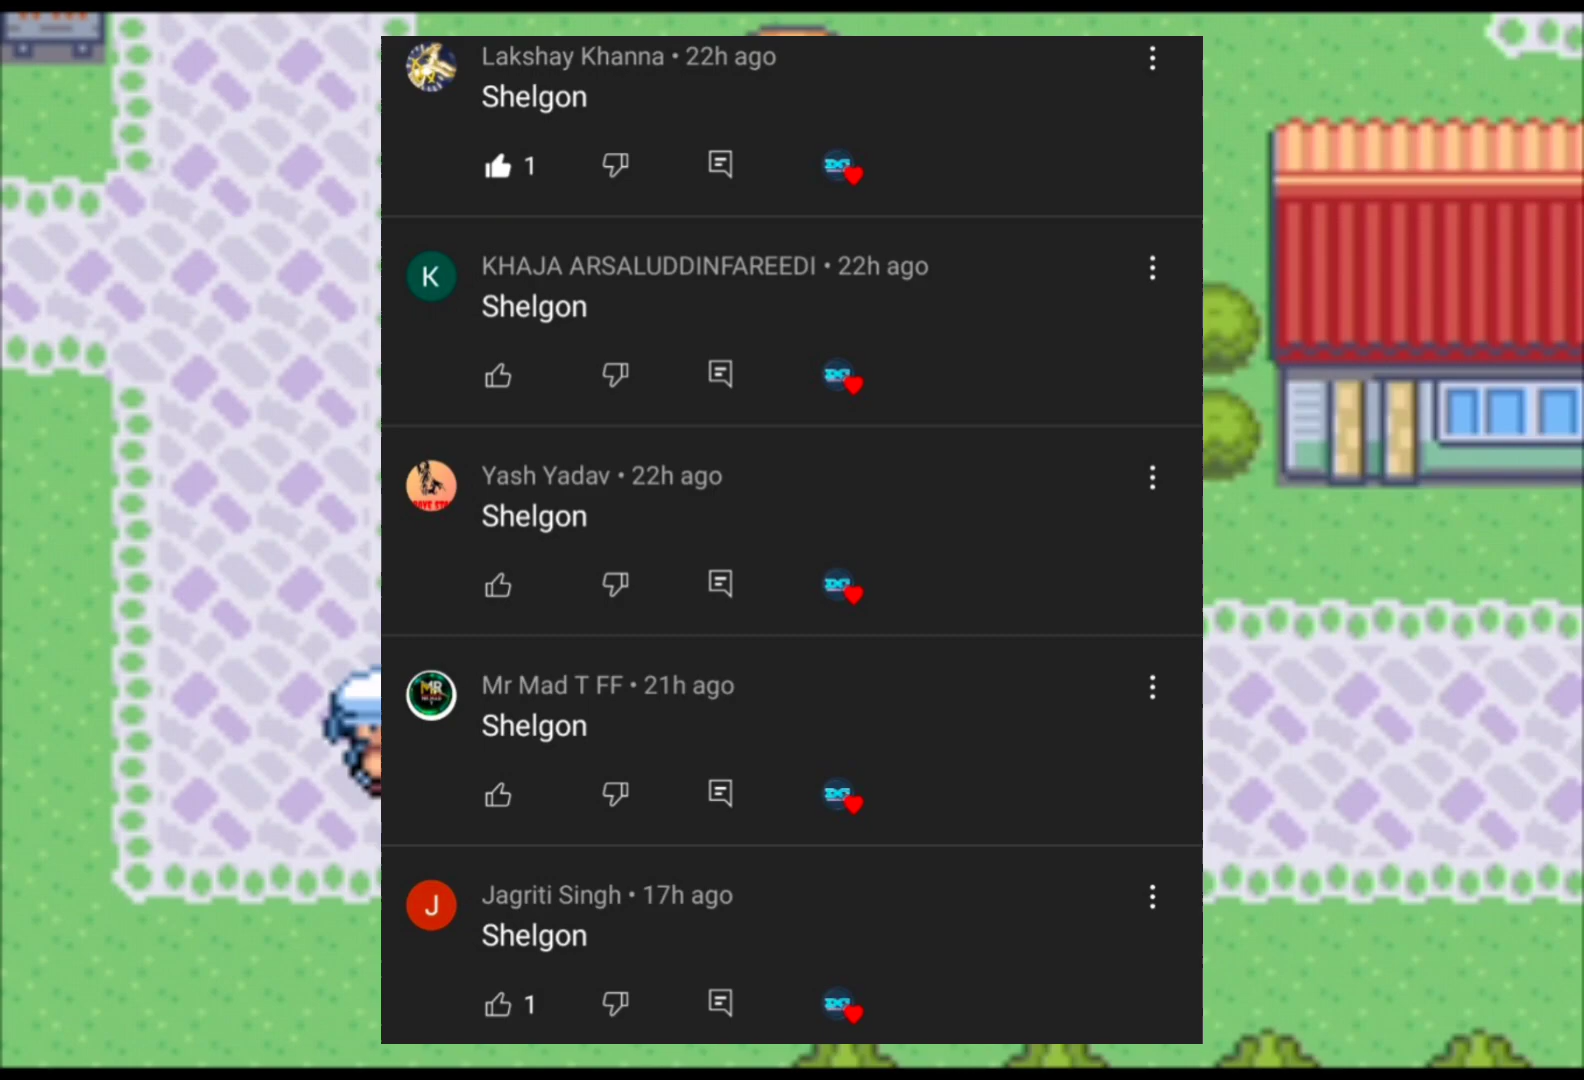 Lakshay Khanna • 22h ago
Shelgon
1
K
KHAJA ARSALUDDINFAREEDI • 22h ago
Shelgon
Yash Yadav • 22h ago
Shelgon
MR
Mr Mad T FF • 21h ago
Shelgon
J
Jagriti Singh • 17h ago
Shelgon
1